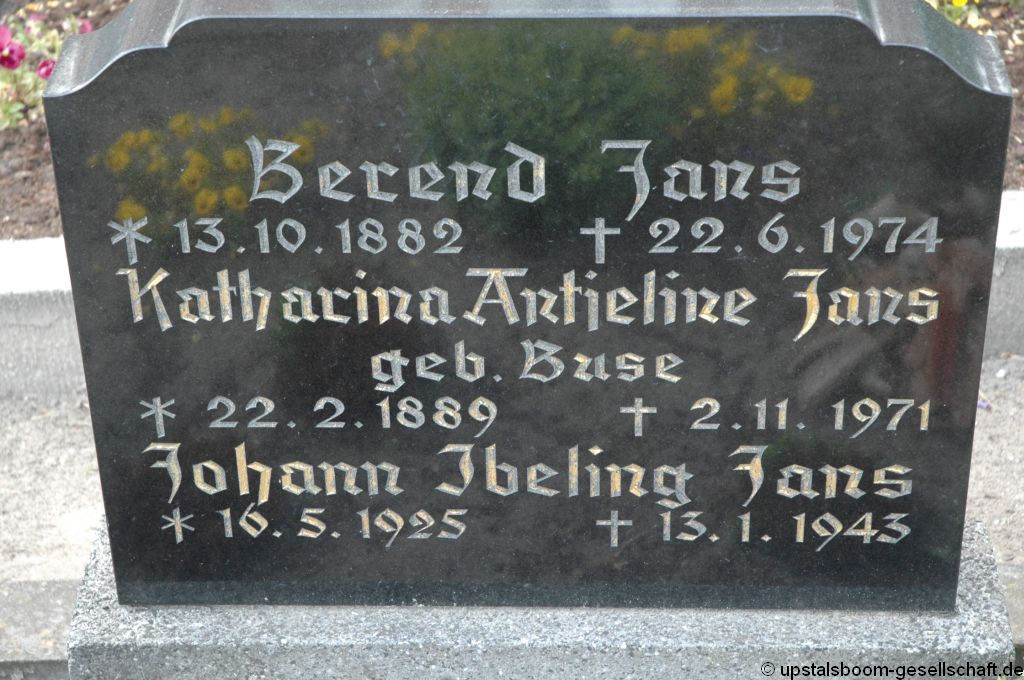 Berend Jans
* 13. 10. 1882 † 22. 6. 1974
Katharina Antjeline Jans
geb. Buse
* 22. 2. 1889 † 2. 11. 1971
Johann Ibeling Jans
* 16. 5. 1925 † 13. 1. 1943
© upstalsboom-gesellschaft.de